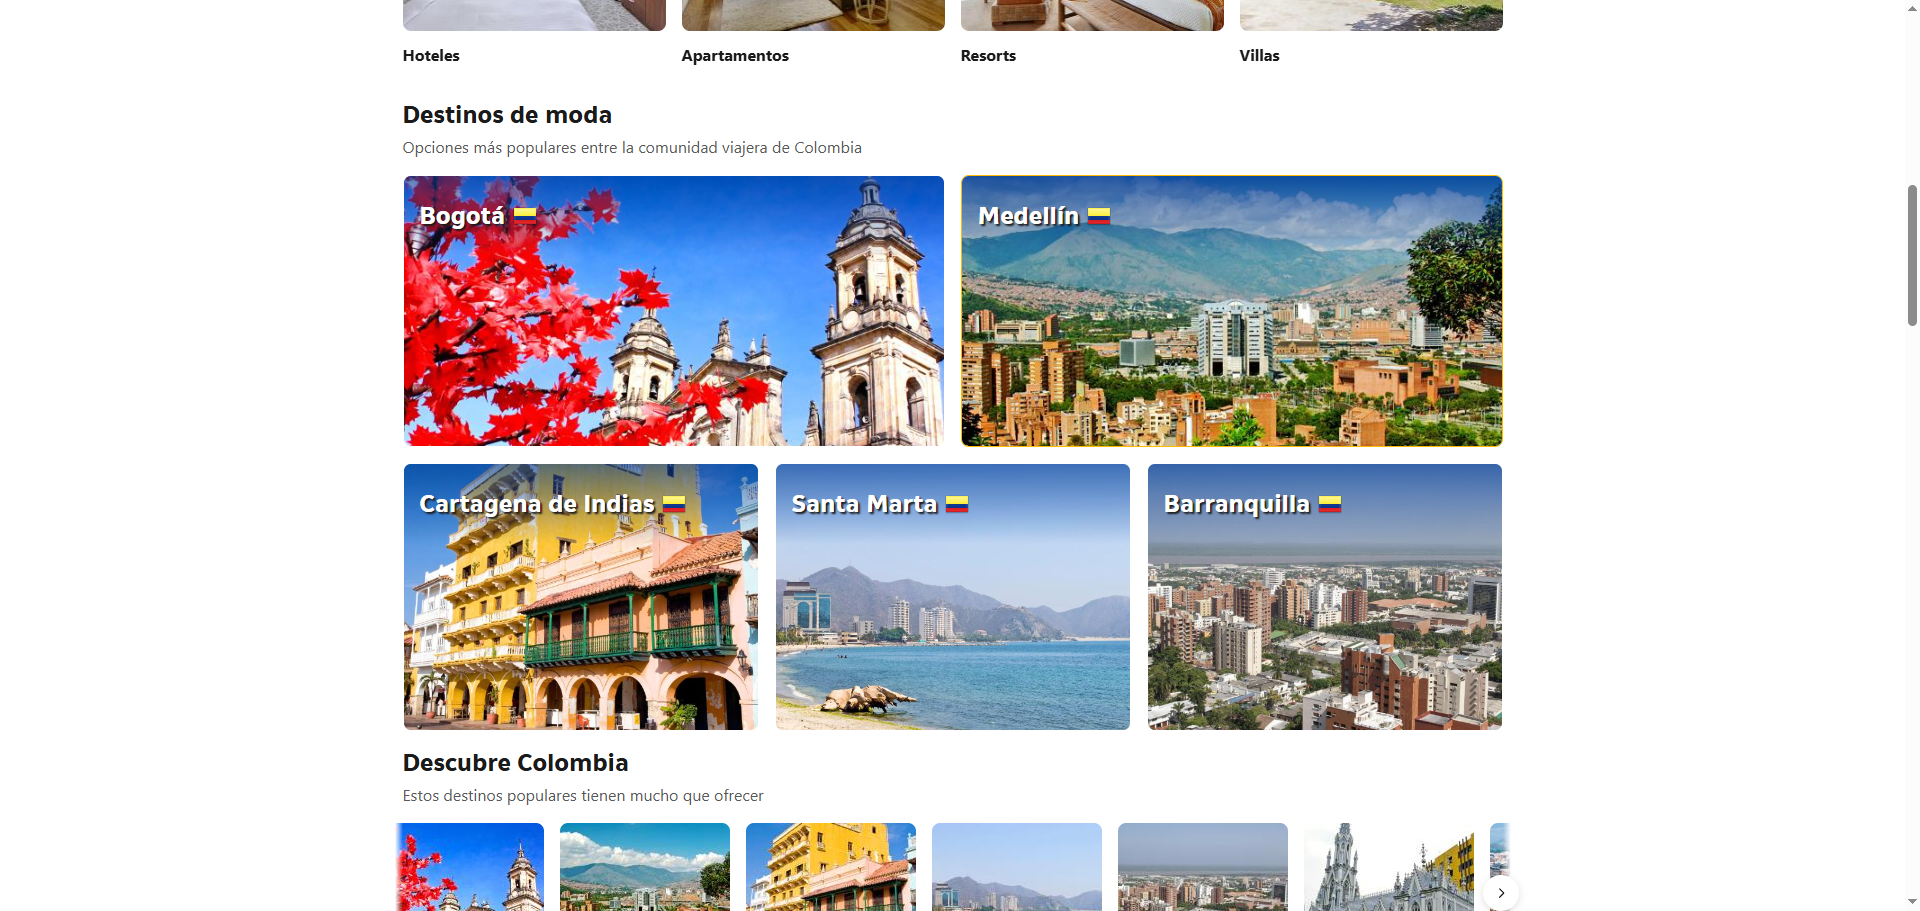 Hoteles
Apartamentos
Resorts
Villas
Destinos de moda
Opciones más populares entre la comunidad viajera de Colombia
Bogotá
Medellín
Cartagena de Indias
Santa Marta
Barranquilla
Descubre Colombia
Estos destinos populares tienen mucho que ofrecer